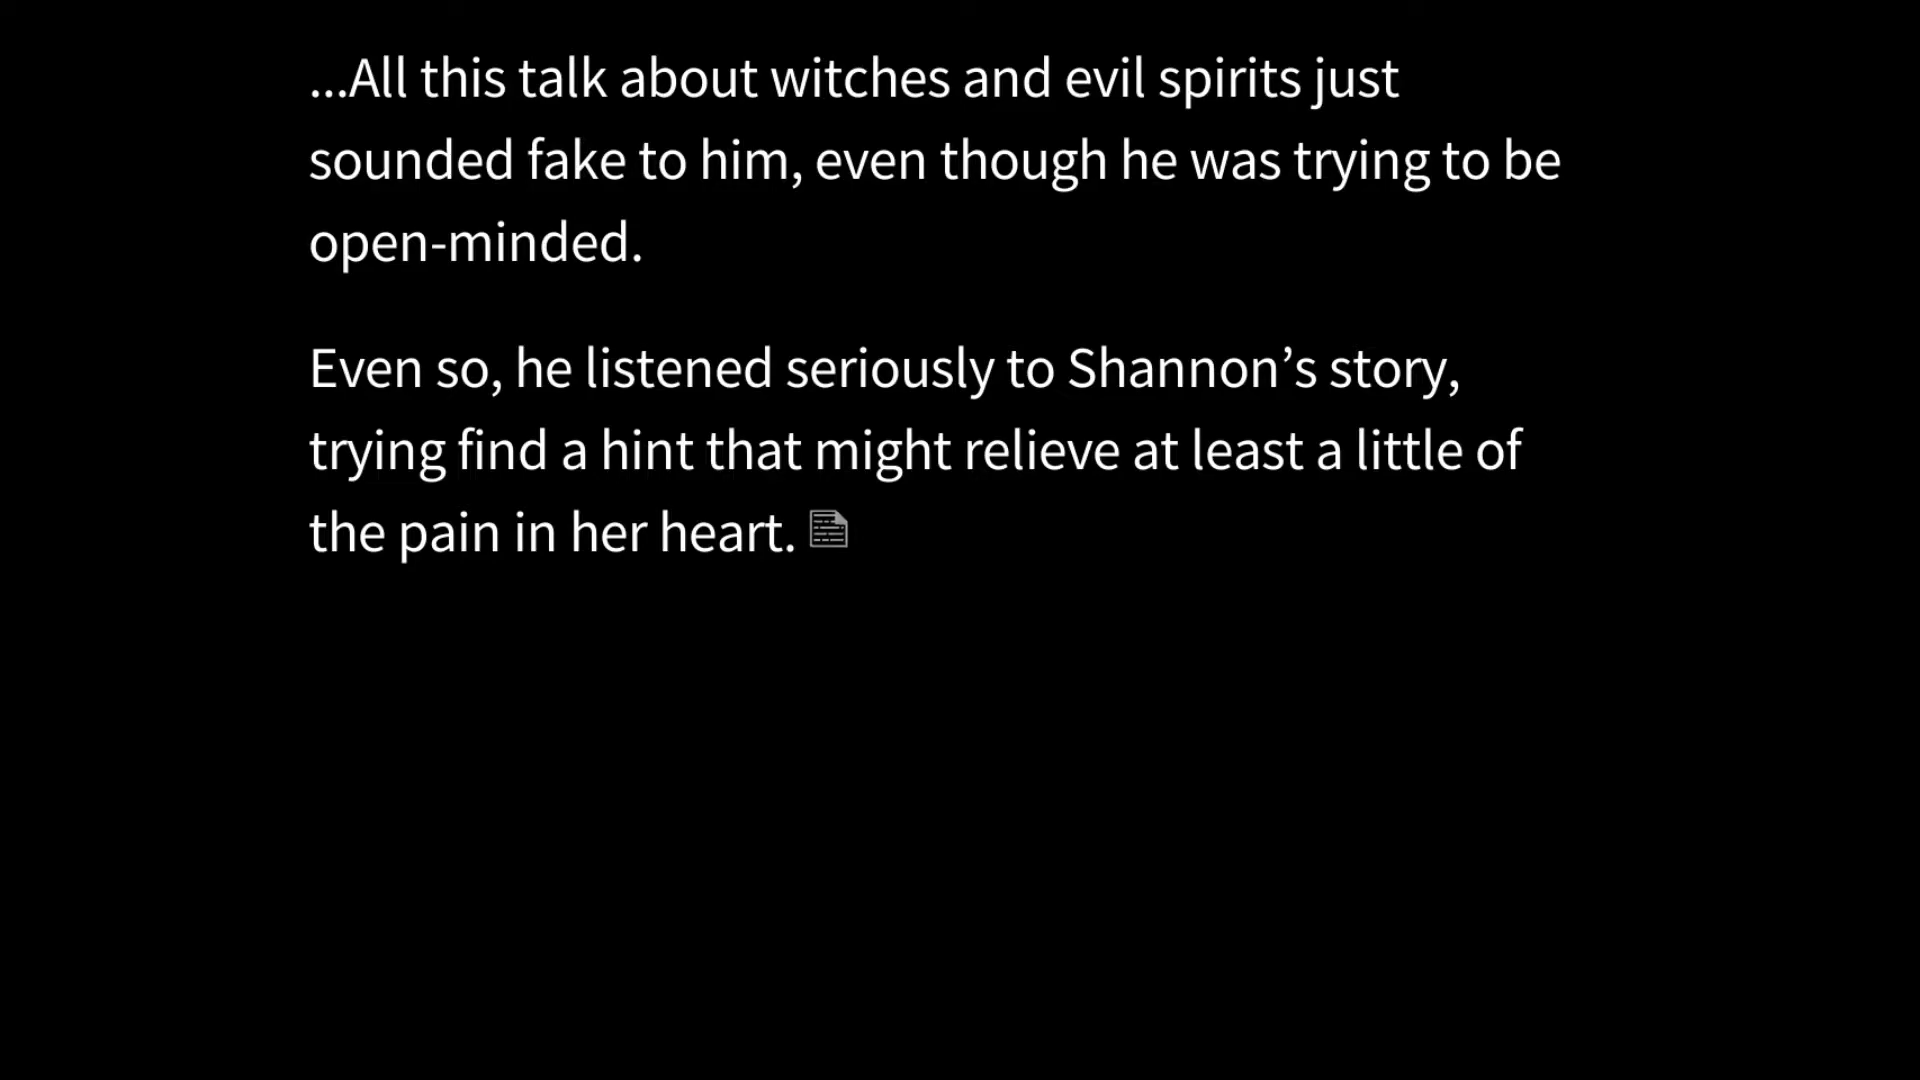 ...All this talk about witches and evil spirits just
sounded fake to him, even though he was trying to be
open-minded.
Even so, he listened seriously to Shannon’s story,
trying find a hint that might relieve at least a little of
the pain in her heart.